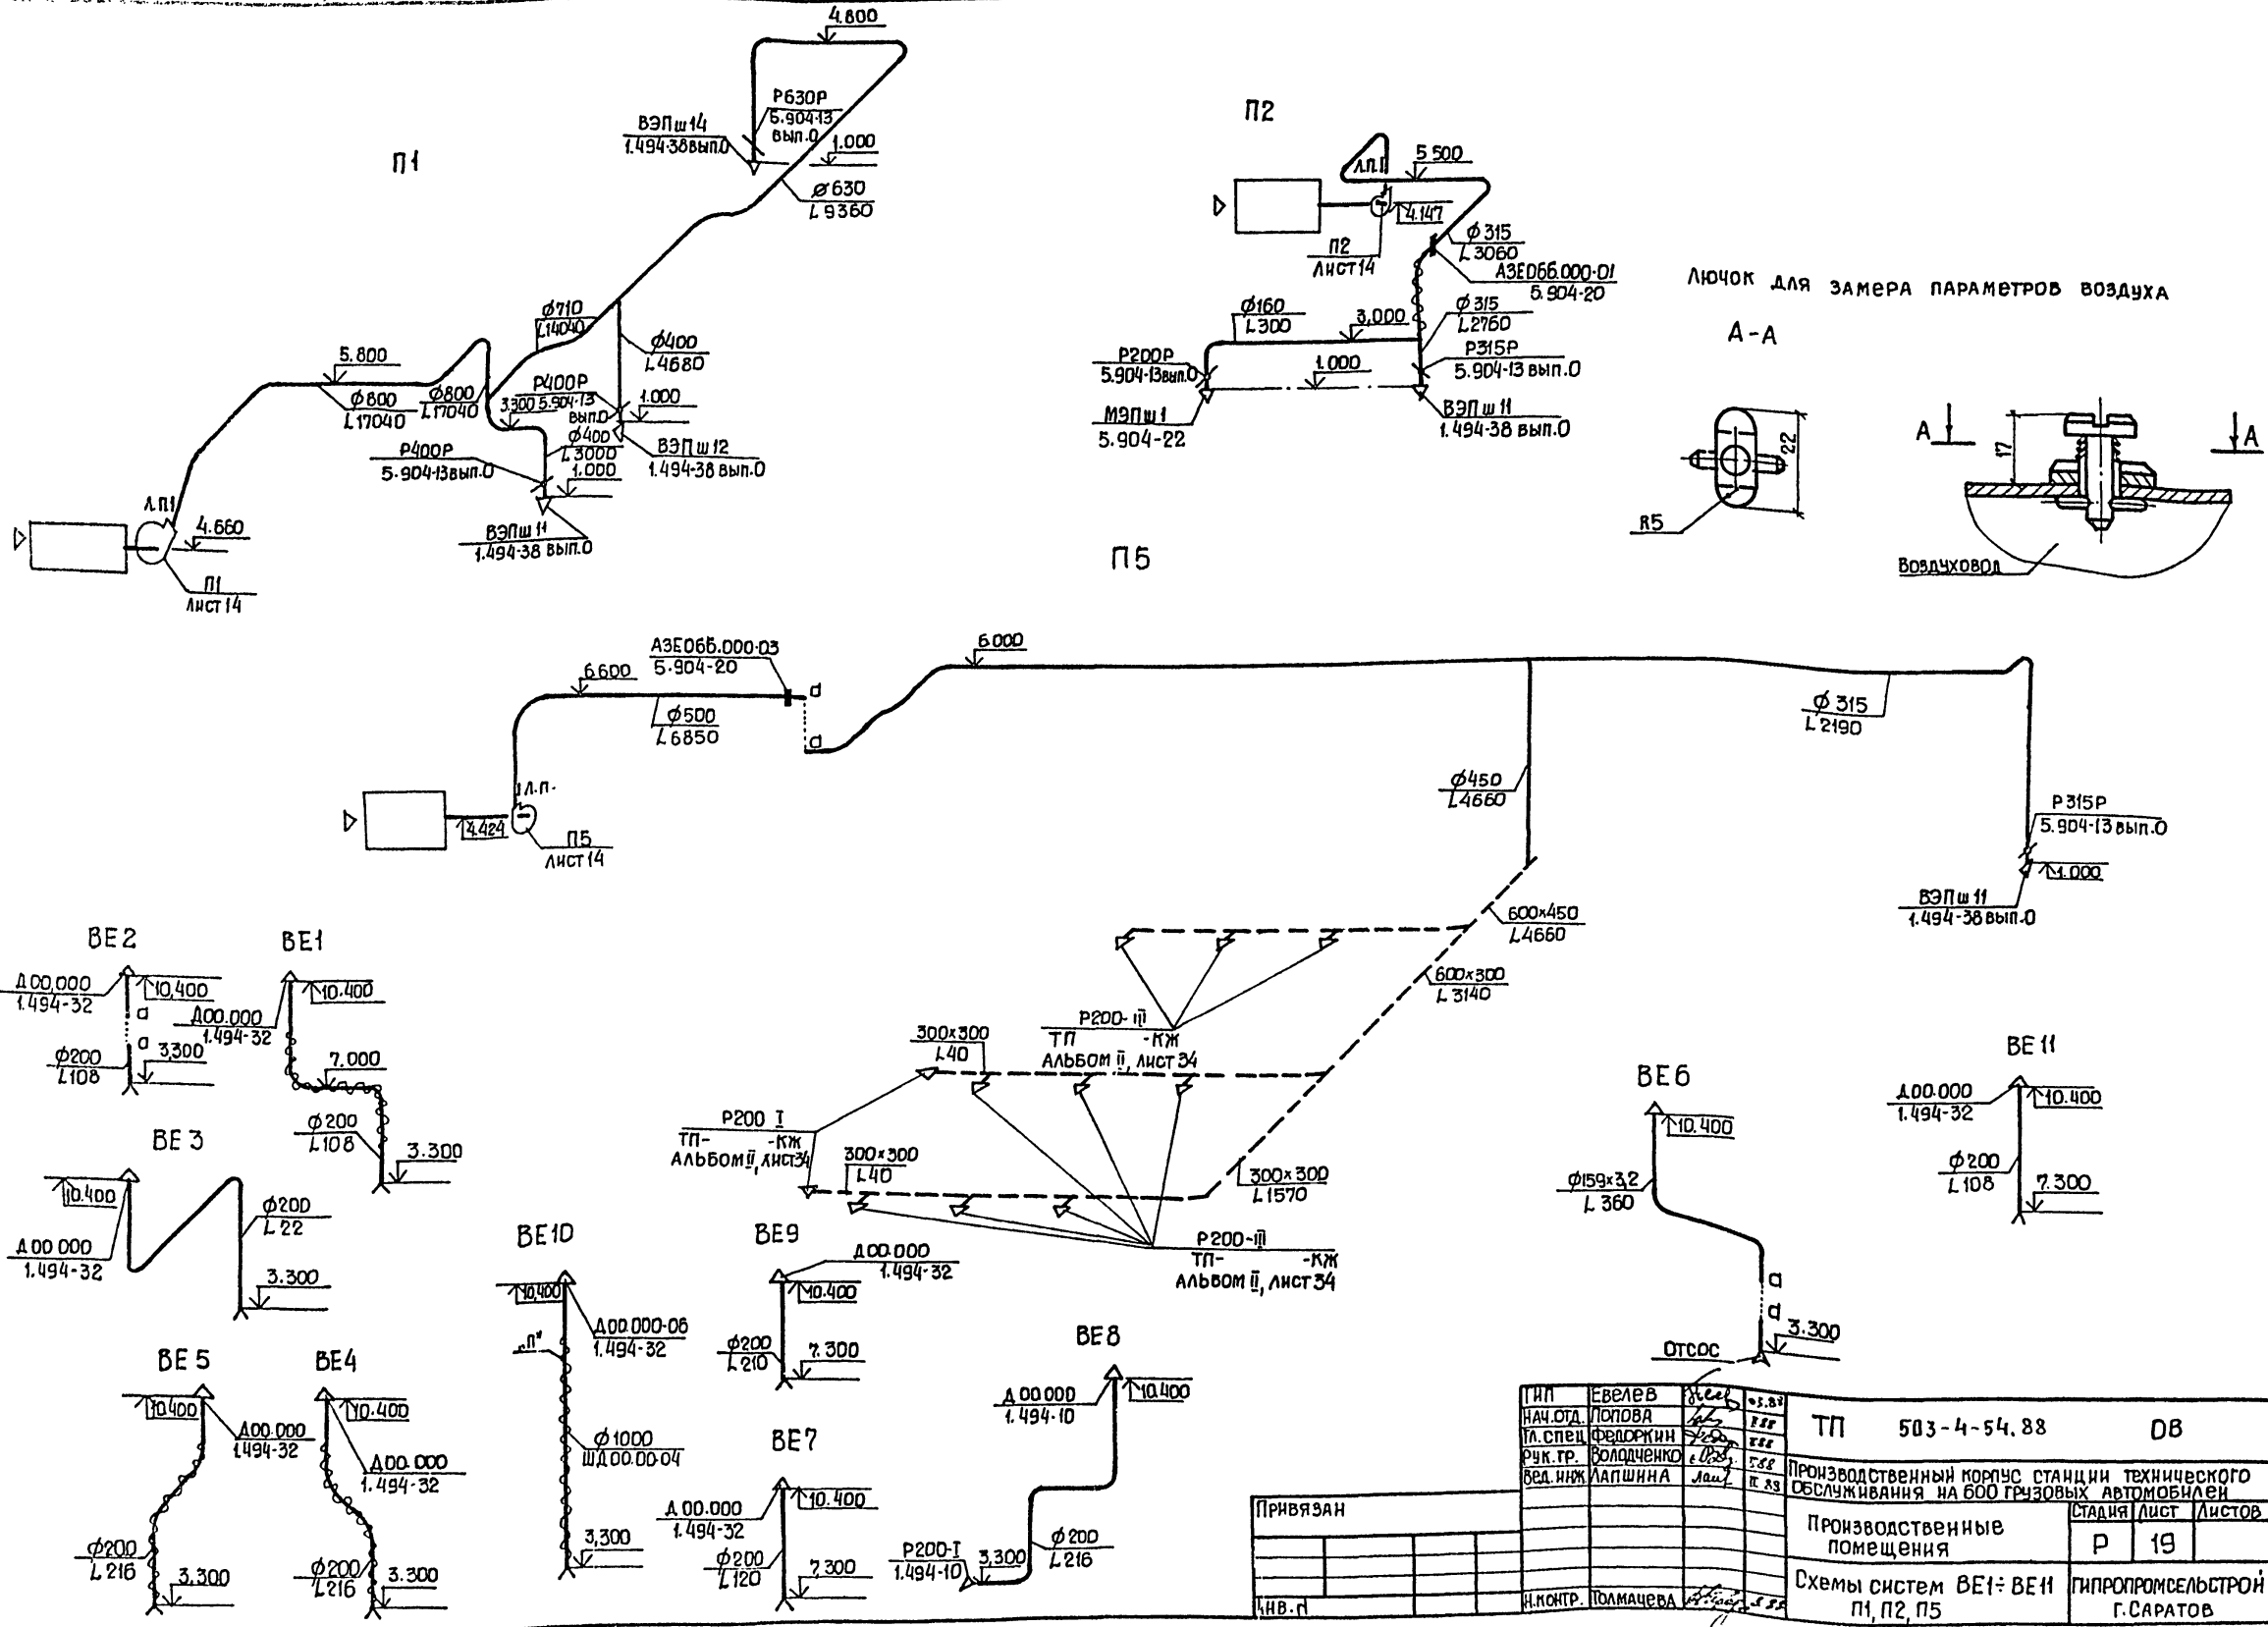 П1
4.800
Р630Р
5.904-13
вып.0
ВЭПш14
1.494-38вып.0
1.000
ø630
L9360
ø710
L14040
ø400
L4680
5.800
ø800
L17040
ø800
L17040
Р400Р
5.904-13
вып.0
3.300
1.000
ø400
L3000
Р400Р
5.904-13вып.0
1.000
ВЭПш12
1.494-38 вып.0
ВЭПш11
1.494-38 вып.0
Л.П1
4.660
П1
Лист14
П2
Л.П1
5 500
4.147
П2
Лист14
ø315
L3060
АЗЕ066.000-01
5.904-20
ø160
L300
3,000
ø315
L2760
Р200Р
5.904-13вып.0
1.000
Р315Р
5.904-13 вып.0
МЭПш1
5.904-22
ВЭПш11
1.494-38 вып.0
Лючок для замера параметров воздуха
А-А
22
R5
А
А
17
Воздуховод
П5
АЗЕ066.000-03
5.904-20
6.600
а
а
6.000
ø500
L6850
Л.П.
4.424
П5
Лист14
ø315
L2190
ø450
L4660
Р315Р
5.904-13вып.0
1.000
ВЭПш11
1.494-38вып.0
600×450
L4660
600×300
L3140
Р200-III
ТП -КЖ
Альбом II, лист 34
300×300
L40
Р200 I
ТП- -КЖ
Альбом II, лист34
300×300
L40
300×300
L1570
Р200-III
ТП- -КЖ
Альбом II, лист 34
ВЕ2
Д00,000
1.494-32
10,400
а
а
ø200
L108
3,300
ВЕ1
10.400
Д00.000
1.494-32
7.000
ø200
L108
3.300
ВЕ3
10.400
Д00 000
1.494-32
ø200
L22
3.300
ВЕ5
10.400
Д00.000
1.494-32
ø200
L216
3,300
ВЕ4
10.400
Д00.000
1.494-32
ø200
L216
3.300
ВЕ10
10,400
„П"
Д00.000-06
1.494-32
ø1000
ШД00.00-04
3,300
ВЕ9
Д00.000
1.494-32
10.400
ø200
L210
7.300
ВЕ7
Д00.000
1.494-32
10.400
ø200
L120
7,300
ВЕ8
Д00000
1.494-10
10.400
Р200-I
1.494-10
3,300
ø200
L216
ВЕ6
10.400
ø159×3,2
L360
а
а
Отсос
3.300
ВЕ11
Д00.000
1.494-32
10.400
ø200
L108
7.300
Привязан
Инв.N
ГИП Евелев
Нач.отд. Попова
Гл.спец Федоркин
Рук.гр. Володченко
Вед.инж Лапшина
Н.контр. Толмачева
ТП 503-4-54.88 ОВ
Производственный корпус станции технического
обслуживания на 600 грузовых автомобилей
Производственные
помещения
Стадия Лист Листов
Р 19
Схемы систем ВЕ1÷ВЕ11
П1, П2, П5
Гипропромсельстрой
г.Саратов